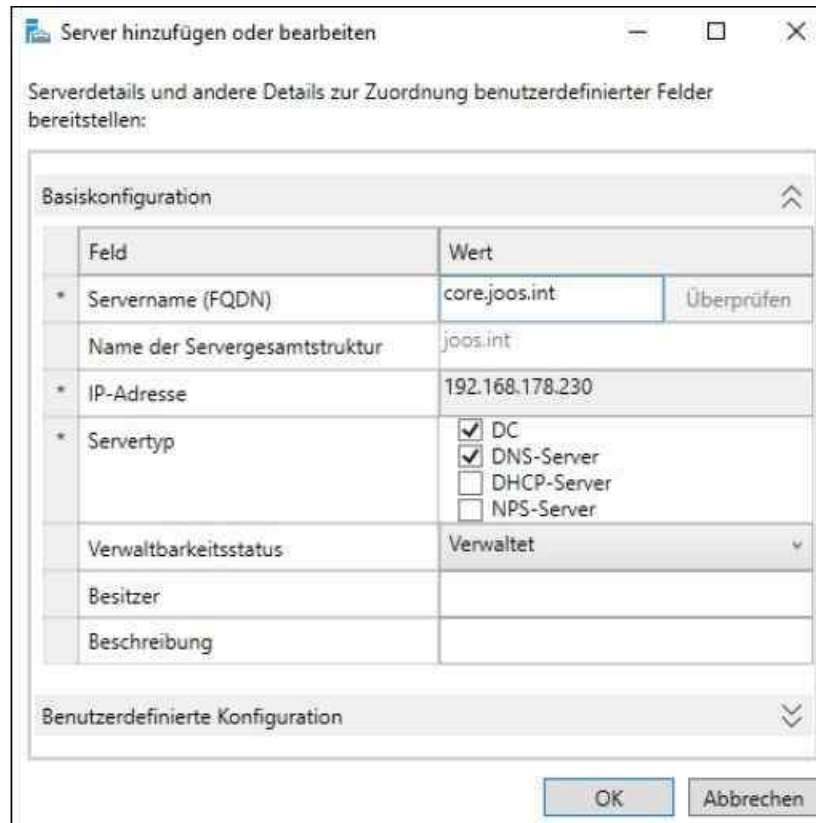 Server hinzufügen oder bearbeiten
Serverdetails und andere Details zur Zuordnung benutzerdefinierter Felder
bereitstellen:
Basiskonfiguration
Feld Wert
* Servername (FQDN) core.joos.int Überprüfen
Name der Servergesamtstruktur joos.int
* IP-Adresse 192.168.178.230
* Servertyp DC
DNS-Server
DHCP-Server
NPS-Server
Verwaltbarkeitsstatus Verwaltet
Besitzer
Beschreibung
Benutzerdefinierte Konfiguration
OK Abbrechen